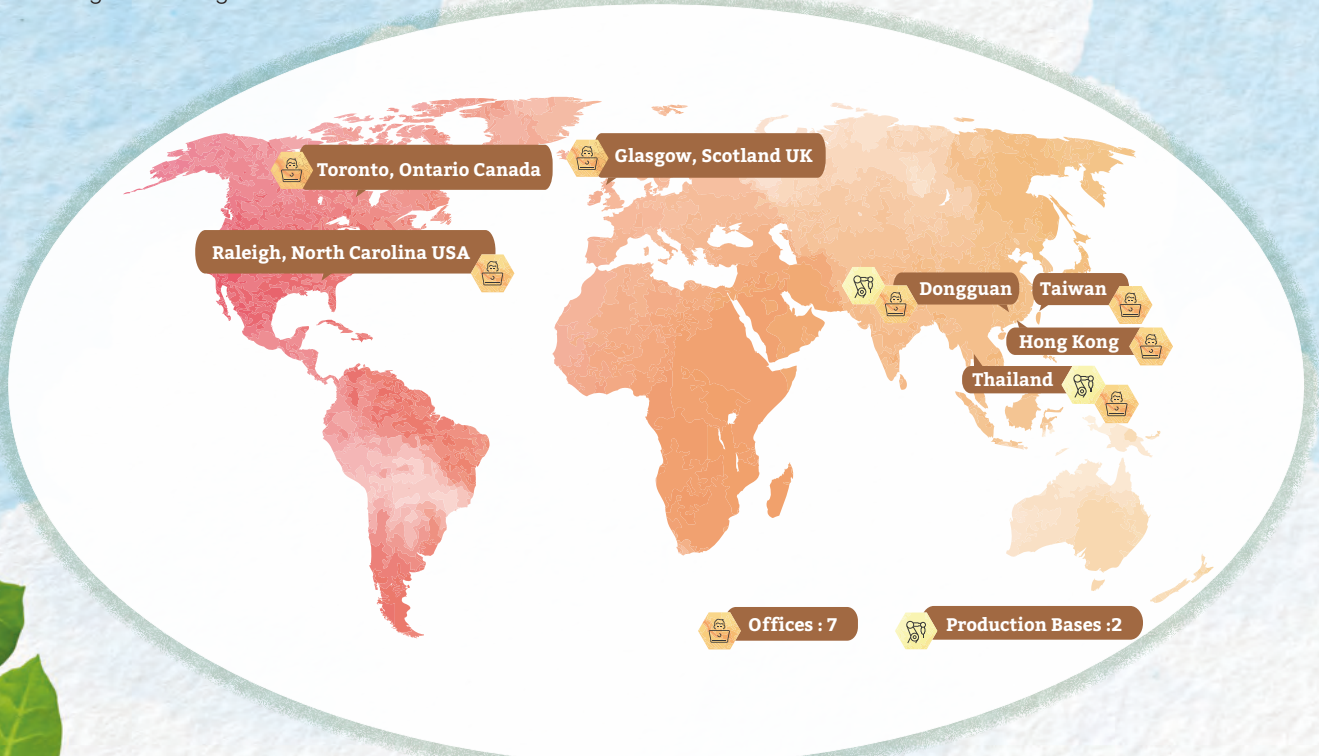 Toronto, Ontario Canada
Glasgow, Scotland UK
Raleigh, North Carolina USA
Dongguan
Taiwan
Hong Kong
Thailand
Offices : 7
Production Bases :2